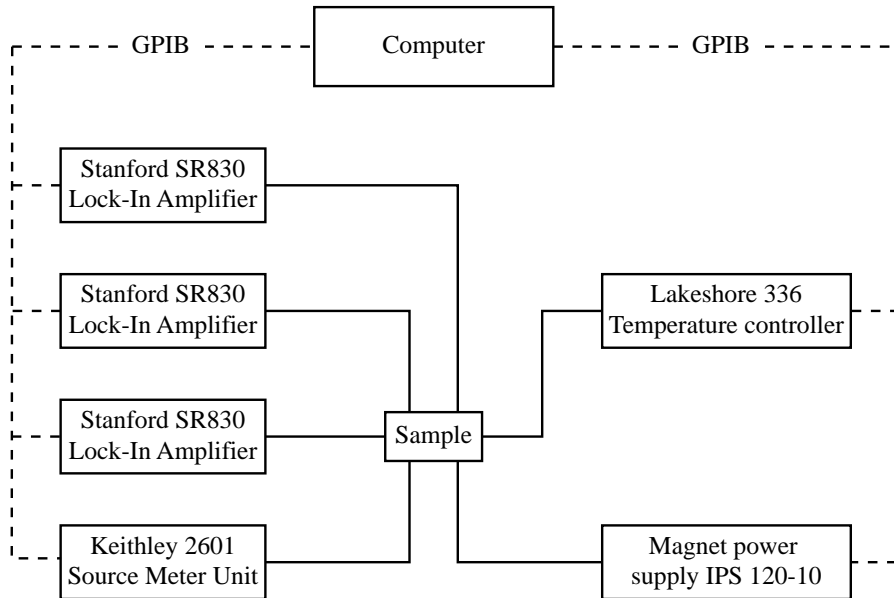 GPIB
Computer
GPIB
Stanford SR830
Lock-In Amplifier
Stanford SR830
Lock-In Amplifier
Lakeshore 336
Temperature controller
Stanford SR830
Lock-In Amplifier
Sample
Keithley 2601
Source Meter Unit
Magnet power
supply IPS 120-10